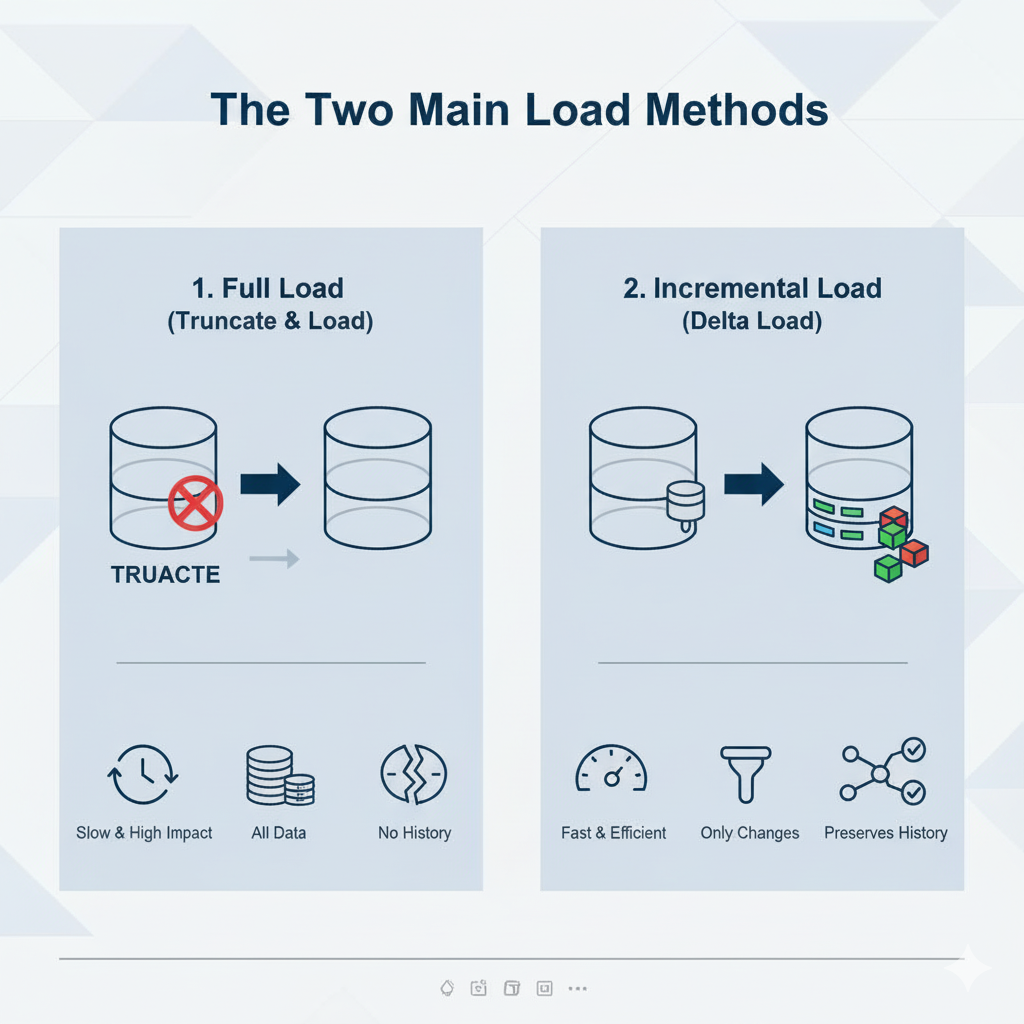 The Two Main Load Methods
1. Full Load
(Truncate & Load)
TRUACTE
Slow & High Impact
All Data
No History
2. Incremental Load
(Delta Load)
Fast & Efficient
Only Changes
Preserves History